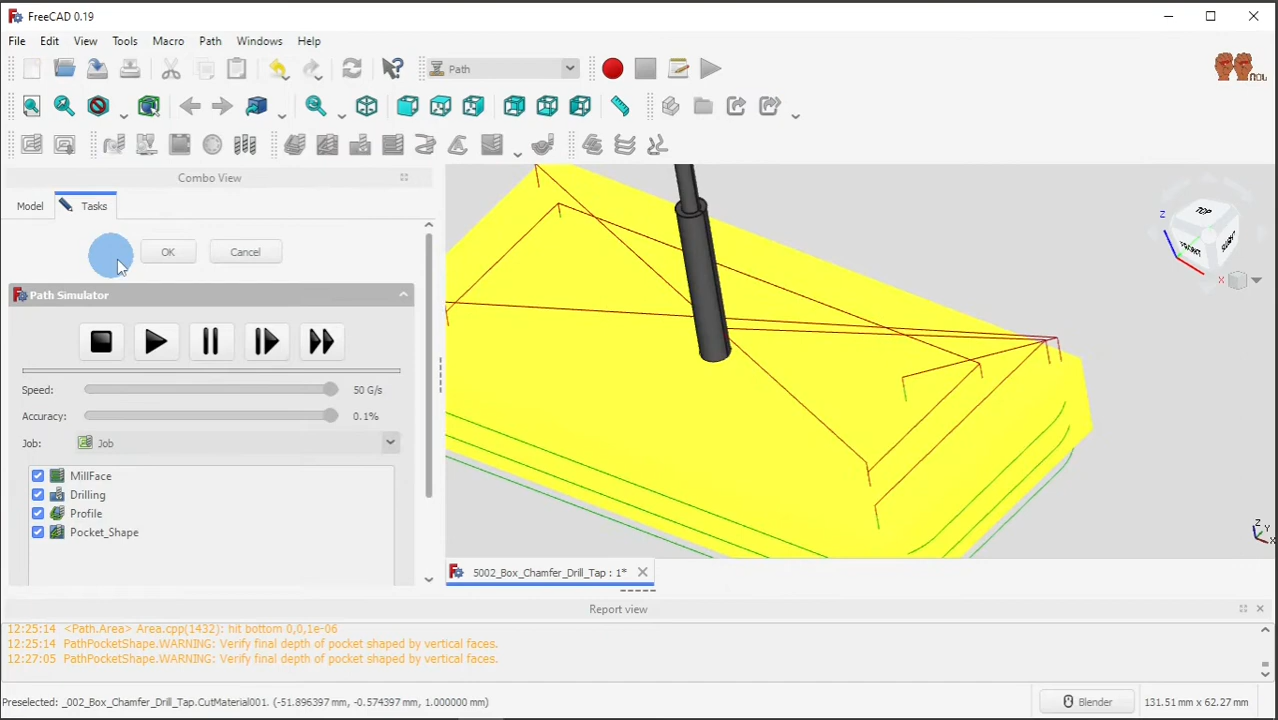 FreeCAD 0.19
File Edit View Tools Macro Path Windows Help
Path
Combo View
Model Tasks
OK Cancel
Path Simulator
Speed: 50 G/s
Accuracy: 0.1%
Job: Job
MillFace
Drilling
Profile
Pocket_Shape
TOP
Z
X
Z
Y
X
5002_Box_Chamfer_Drill_Tap : 1*
Report view
12:25:14 <Path.Area> Area.cpp(1432): hit bottom 0,0,1e-06
12:25:14 PathPocketShape.WARNING: Verify final depth of pocket shaped by vertical faces.
12:27:05 PathPocketShape.WARNING: Verify final depth of pocket shaped by vertical faces.
Preselected: _002_Box_Chamfer_Drill_Tap.CutMaterial001. (-51.896397 mm, -0.574397 mm, 1.000000 mm)
Blender
131.51 mm x 62.27 mm